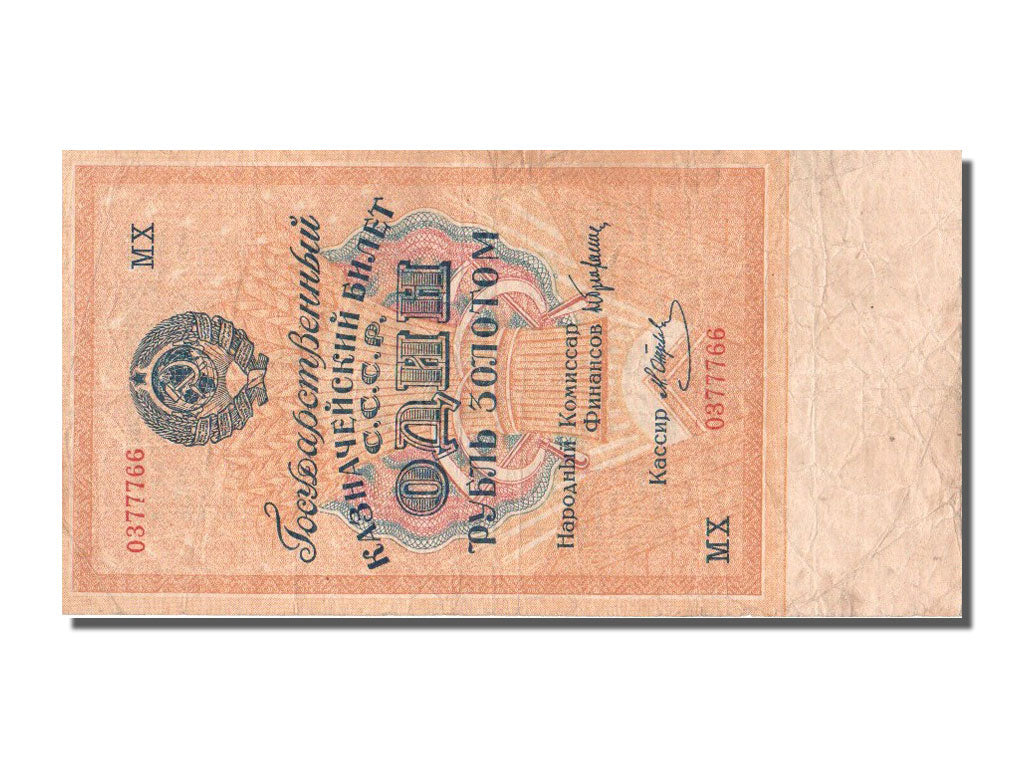 МХ
0377766
Государственный
КАЗНАЧЕЙСКИЙ БИЛЕТ
С.С.С.Р.
ОДИН
РУБЛЬ ЗОЛОТОМ
Народный Комиссар
Финансов
Кассир
МХ
0377766